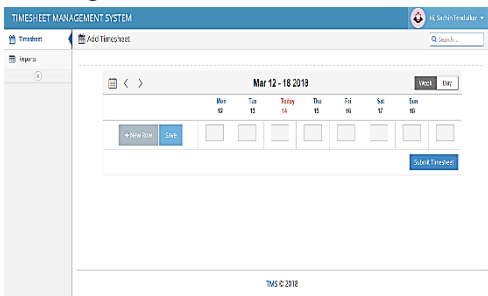 TIMESHEET MANAGEMENT SYSTEM
Hi, Sachin Tendulkar
Timesheet
Add Timesheet
Search...
Reports
Mar 12 - 18 2018
Week Day
Mon Tue Today Thu Fri Sat Sun
12 13 14 15 16 17 18
+ New Row Save
Submit Timesheet
TMS © 2018